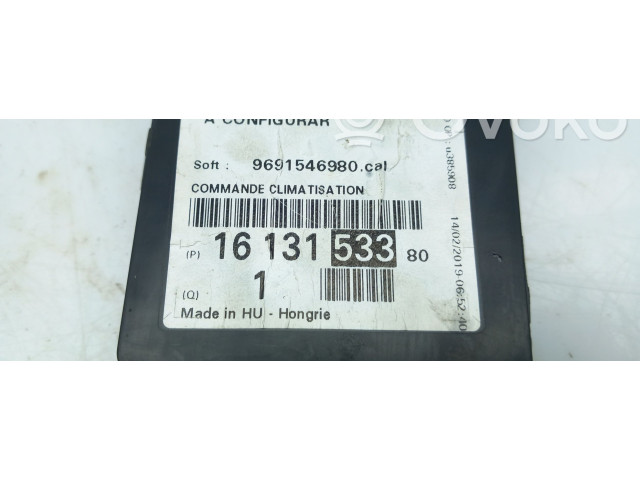 A CONFIGURAR
Soft : 9691546980.cal
COMMANDE CLIMATISATION
(P) 16 131 533 80
(Q) 1
Made in HU - Hongrie
14/02/2019-06:52:40
OVOKO